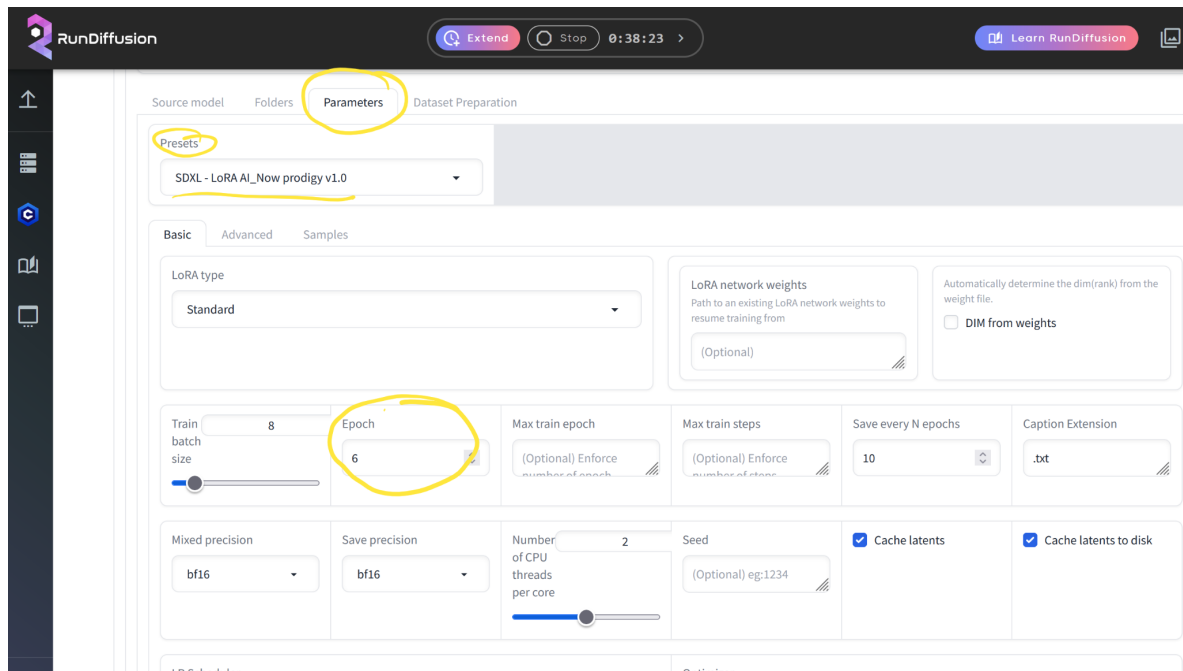 RunDiffusion
Extend
Stop
0:38:23
Learn RunDiffusion
Source model
Folders
Parameters
Dataset Preparation
Presets
SDXL - LoRA AI_Now prodigy v1.0
Basic
Advanced
Samples
LoRA type
Standard
LoRA network weights
Path to an existing LoRA network weights to
resume training from
(Optional)
Automatically determine the dim(rank) from the
weight file.
DIM from weights
Train
batch
size
8
Epoch
6
Max train epoch
(Optional) Enforce
number of epoch
Max train steps
(Optional) Enforce
number of steps
Save every N epochs
10
Caption Extension
.txt
Mixed precision
bf16
Save precision
bf16
Number
of CPU
threads
per core
2
Seed
(Optional) eg:1234
Cache latents
Cache latents to disk